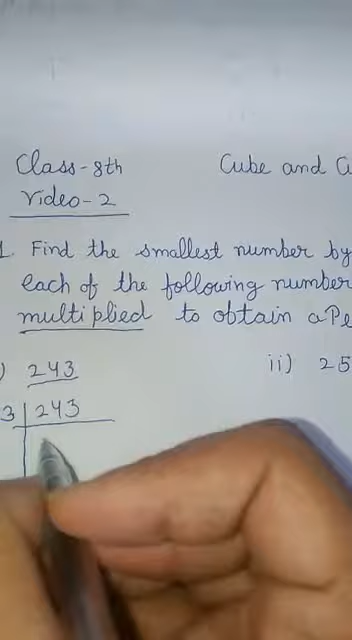 Class-8th
Cube and
Video-2
1. Find the smallest number by
each of the following number
multiplied to obtain a Pe
) 243
ii) 25
3 243